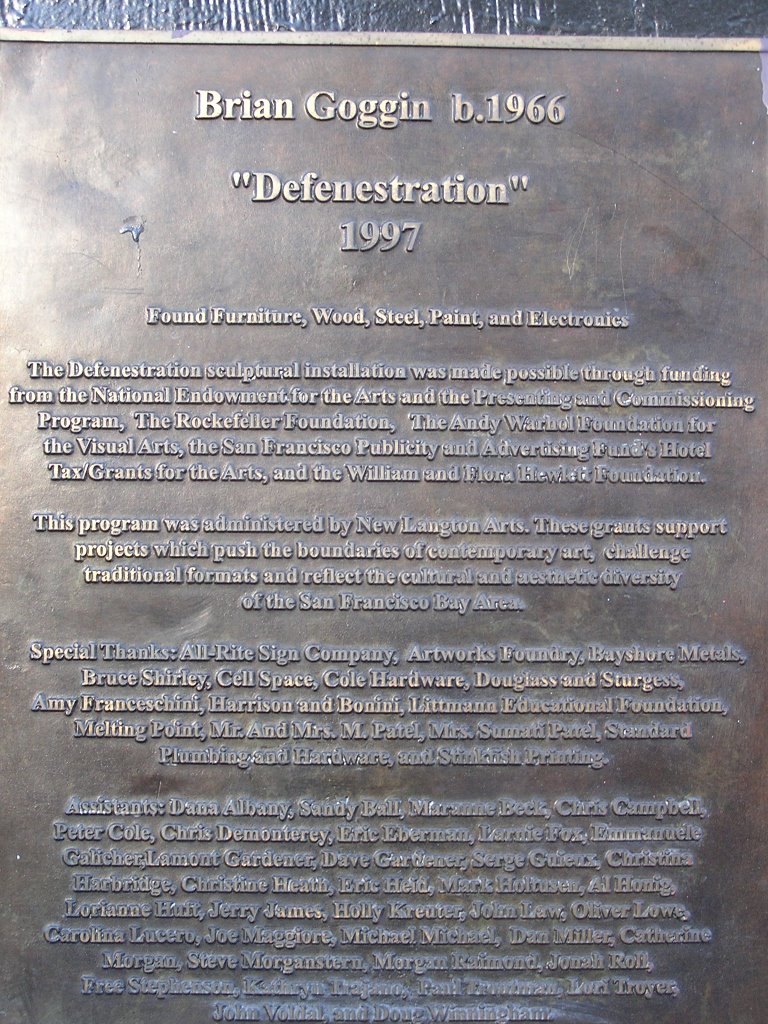 Brian Goggin b.1966
"Defenestration"
1997
Found Furniture, Wood, Steel, Paint, and Electronics
The Defenestration sculptural installation was made possible through funding
from the National Endowment for the Arts and the Presenting and Commissioning
Program, The Rockefeller Foundation, The Andy Warhol Foundation for
the Visual Arts, the San Francisco Publicity and Advertising Fund's Hotel
Tax/Grants for the Arts, and the William and Flora Hewlett Foundation.
This program was administered by New Langton Arts. These grants support
projects which push the boundaries of contemporary art, challenge
traditional formats and reflect the cultural and aesthetic diversity
of the San Francisco Bay Area.
Special Thanks: All-Rite Sign Company, Artworks Foundry, Bayshore Metals,
Bruce Shirley, Cell Space, Cole Hardware, Douglass and Sturgess,
Amy Franceschini, Harrison and Bonini, Littmann Educational Foundation,
Melting Point, Mr. And Mrs. M. Patel, Mrs. Sumati Patel, Standard
Plumbing and Hardware, and Stinkfish Printing.
Assistants: Dana Albany, Sandy Ball, Maranne Beck, Chris Campbell,
Peter Cole, Chris Demonterey, Eric Eberman, Larnie Fox, Emmanuele
Galicher, Lamont Gardener, Dave Gardener, Serge Christina
Harbridge, Christine Heath, Eric Heid, Mark Al Honig,
Lorianne Huft, Jerry James, Holly Kreuter, John Law, Oliver Lowe,
Carolina Lucero, Joe Maggiore, Michael Michael, Dan Miller, Catherine
Morgan, Steve Morganstern, Morgan Raimond, Jonah Roll,
Bree Stephenson, Kathryn Paul Troutman, Lori Troyer,
John and Doug Winningham.